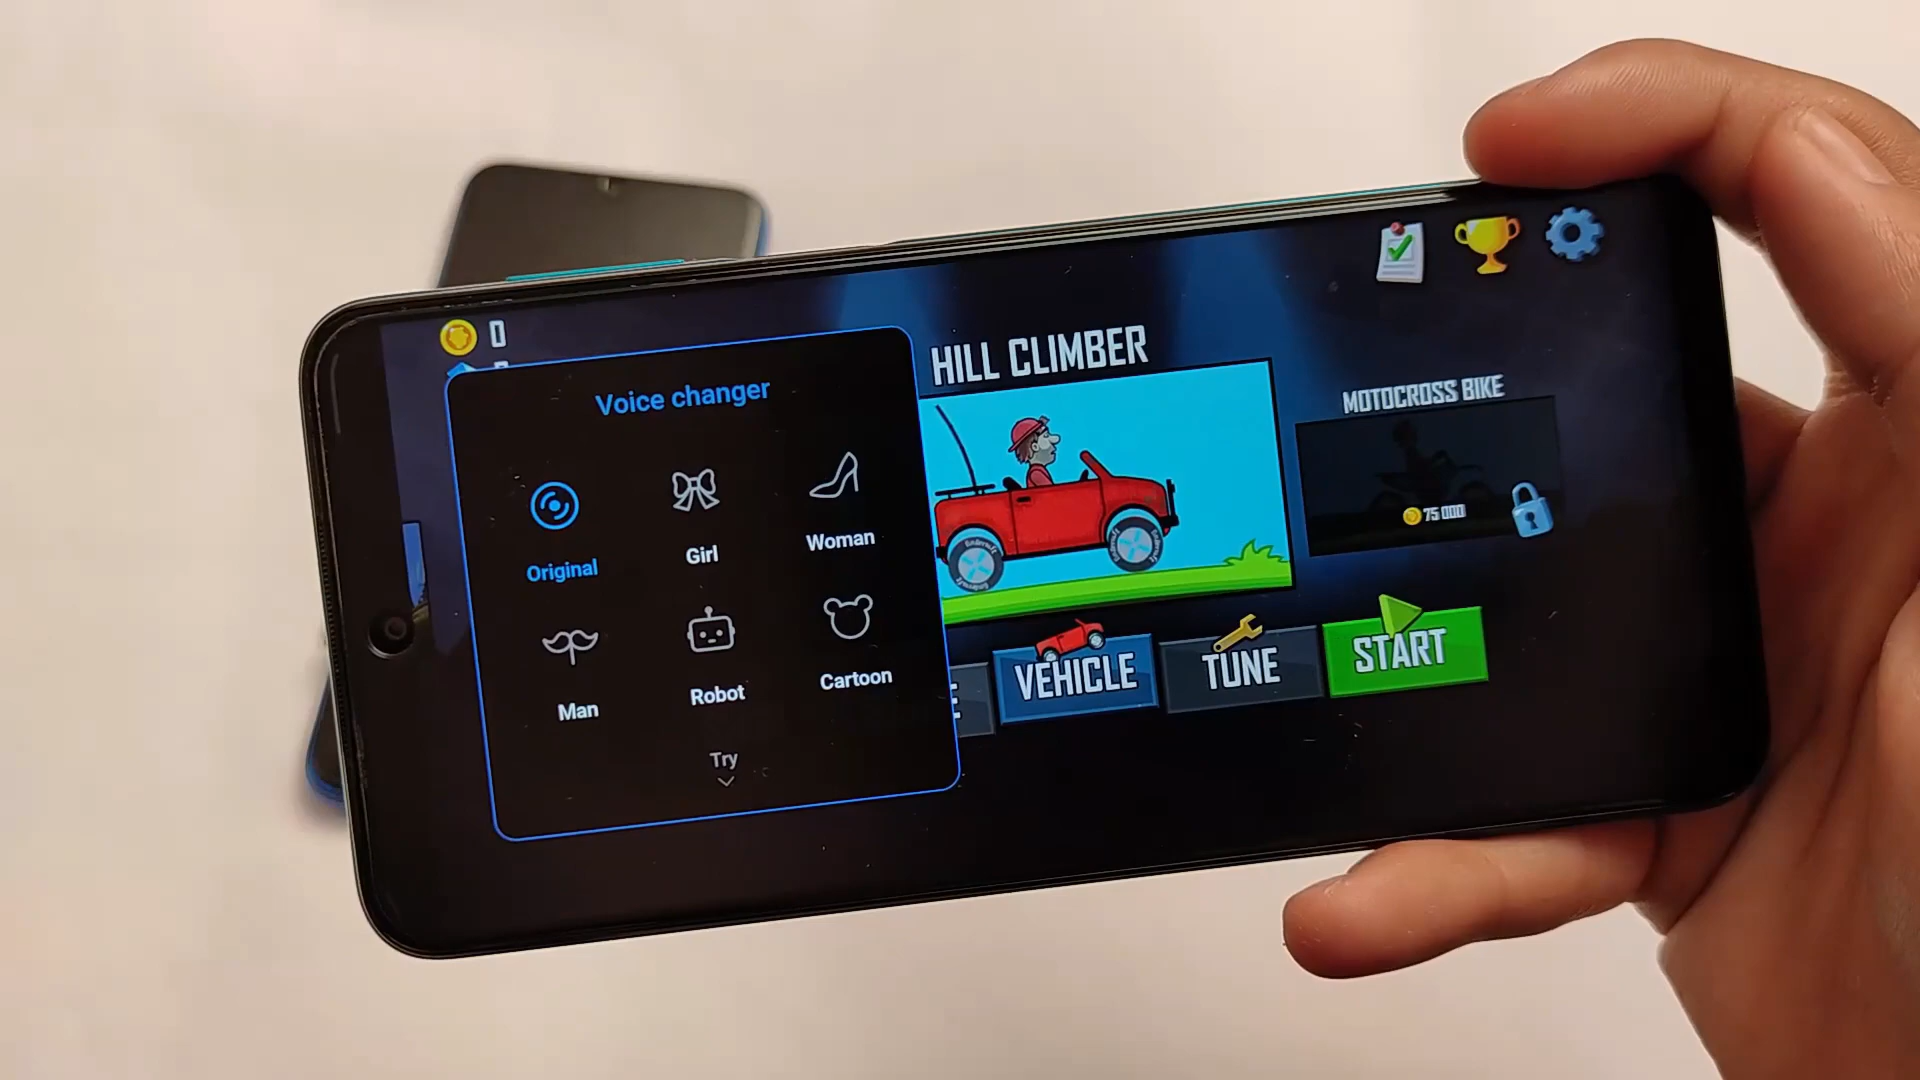 0
Voice changer
Original
Girl
Woman
Man
Robot
Cartoon
Try
HILL CLIMBER
MOTOCROSS BIKE
75 000
E
VEHICLE
TUNE
START